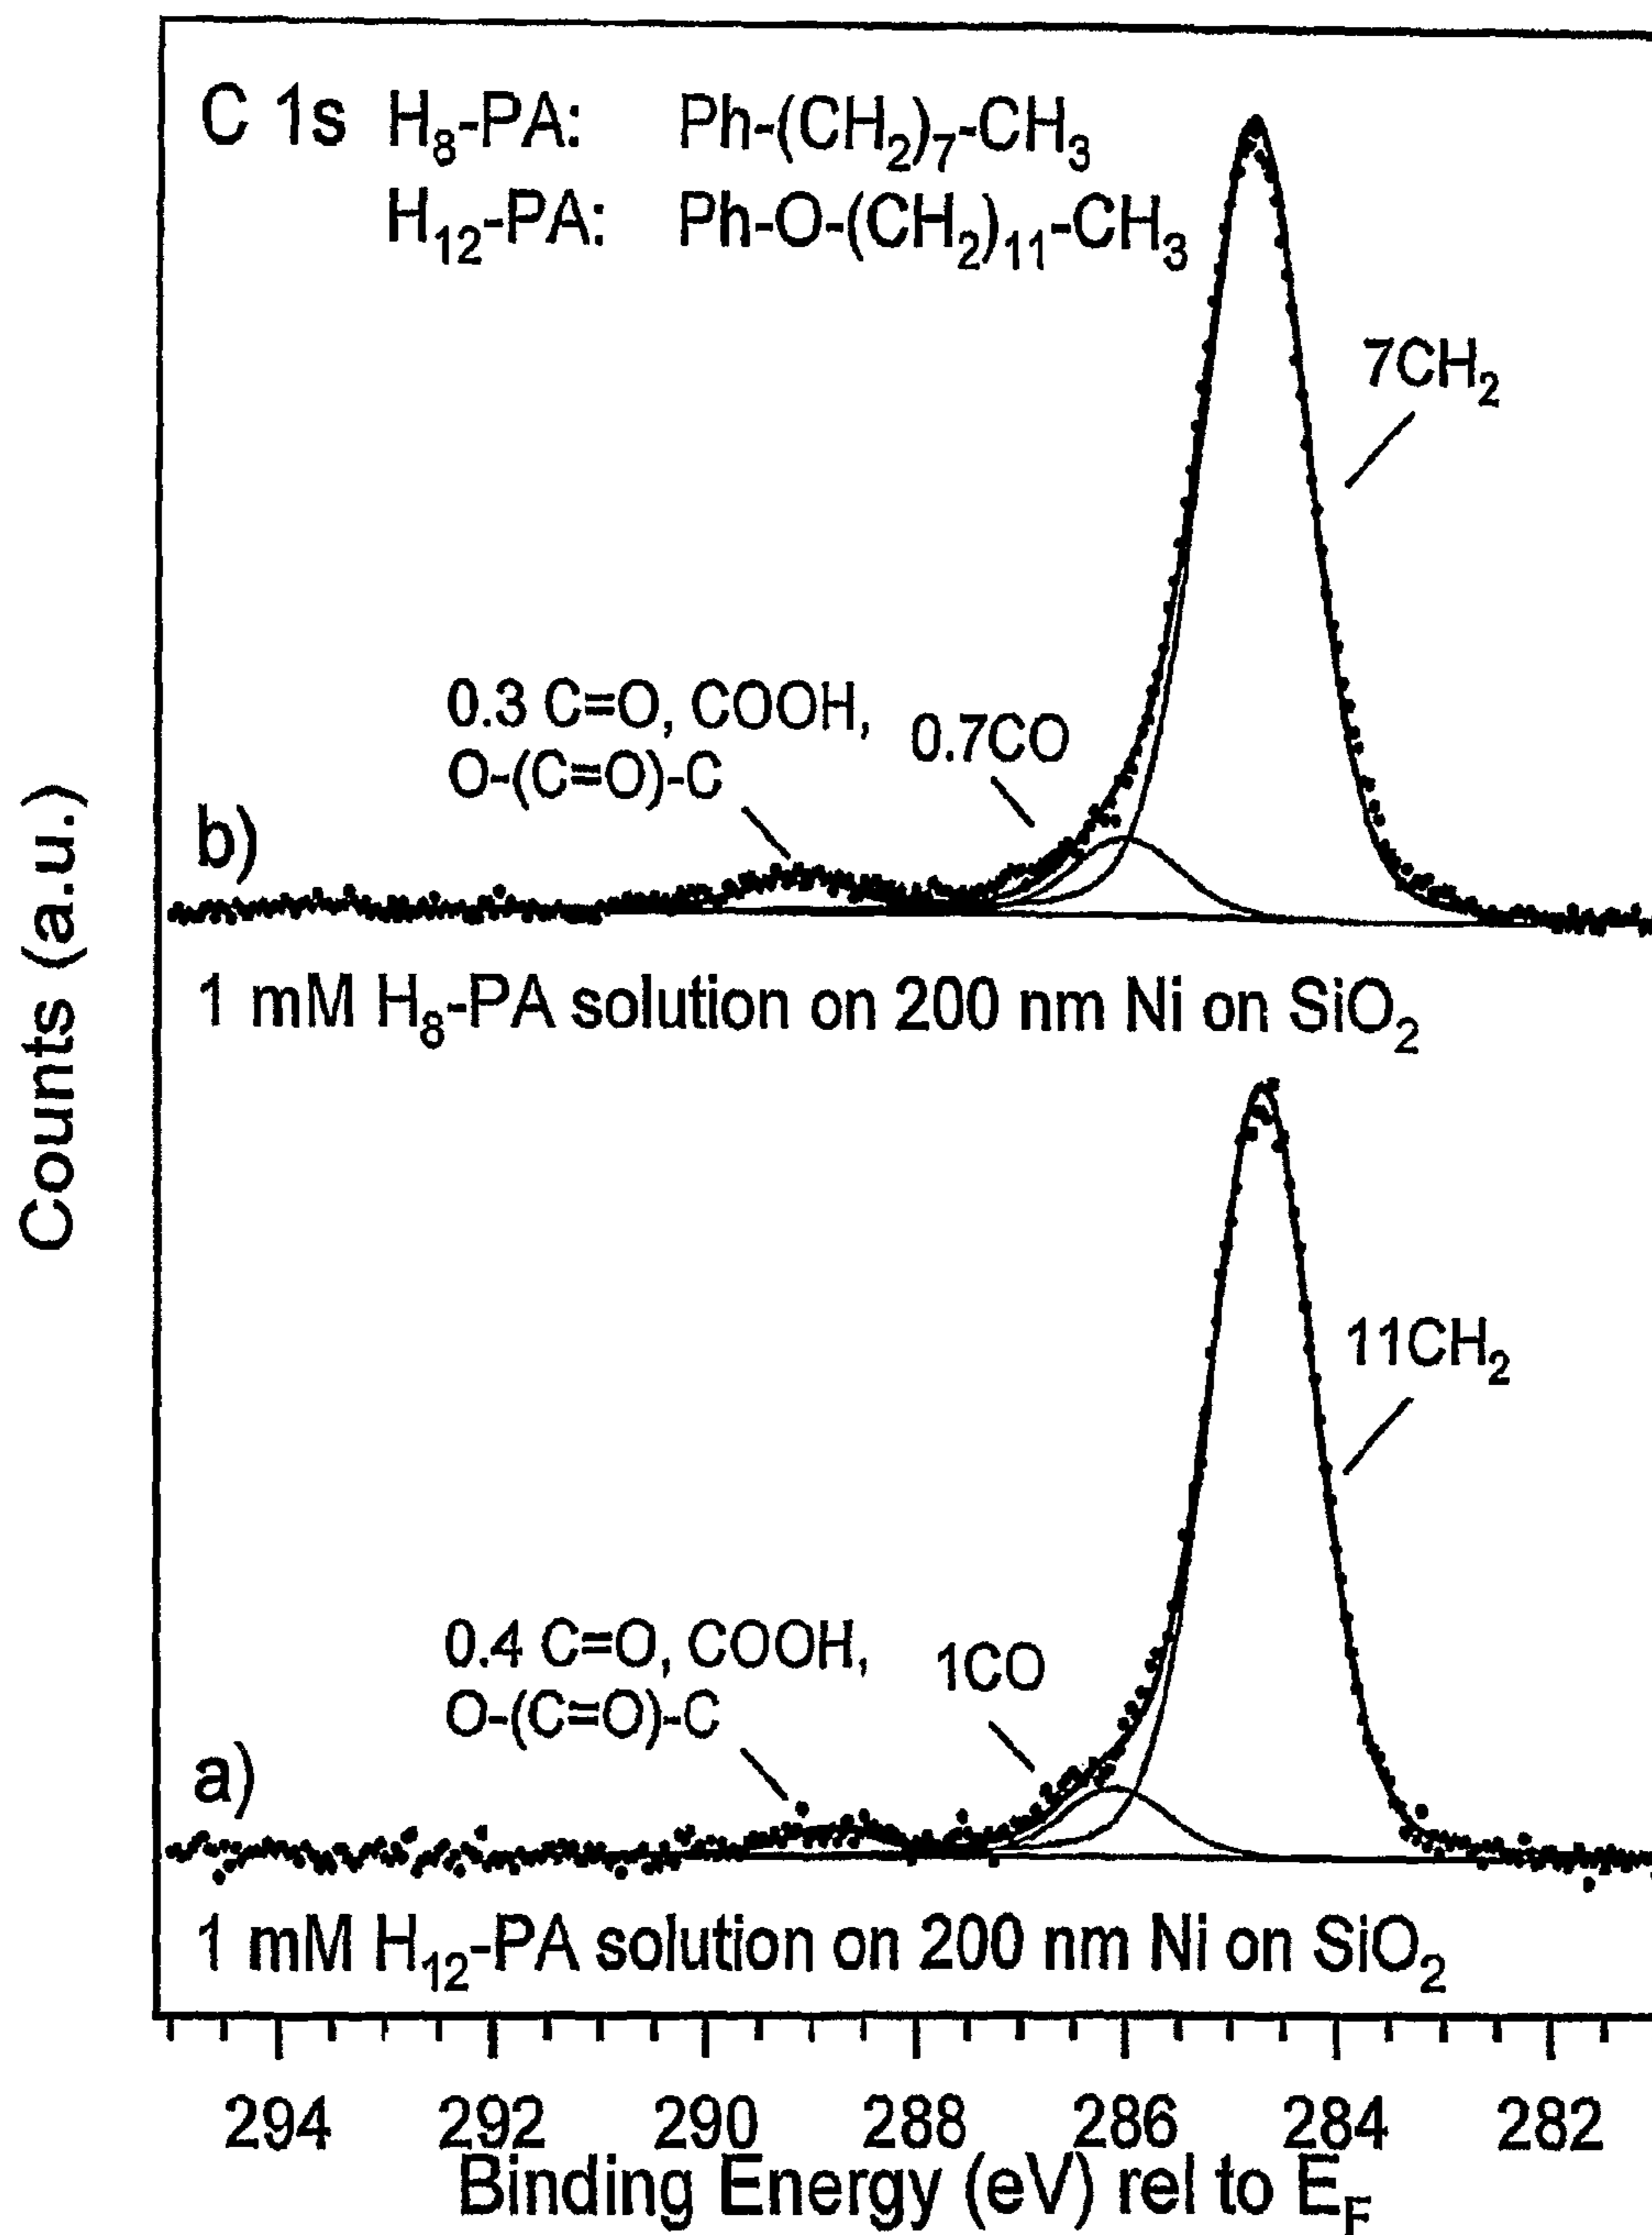 C 1s H₈-PA: Ph-(CH₂)₇-CH₃
H₁₂-PA: Ph-O-(CH₂)₁₁-CH₃
7CH₂
0.3 C=O, COOH,
O-(C=O)-C
0.7CO
b)
1 mM H₈-PA solution on 200 nm Ni on SiO₂
11CH₂
0.4 C=O, COOH,
O-(C=O)-C
1CO
a)
1 mM H₁₂-PA solution on 200 nm Ni on SiO₂
294 292 290 288 286 284 282
Binding Energy (eV) rel to E_F
Counts (a.u.)